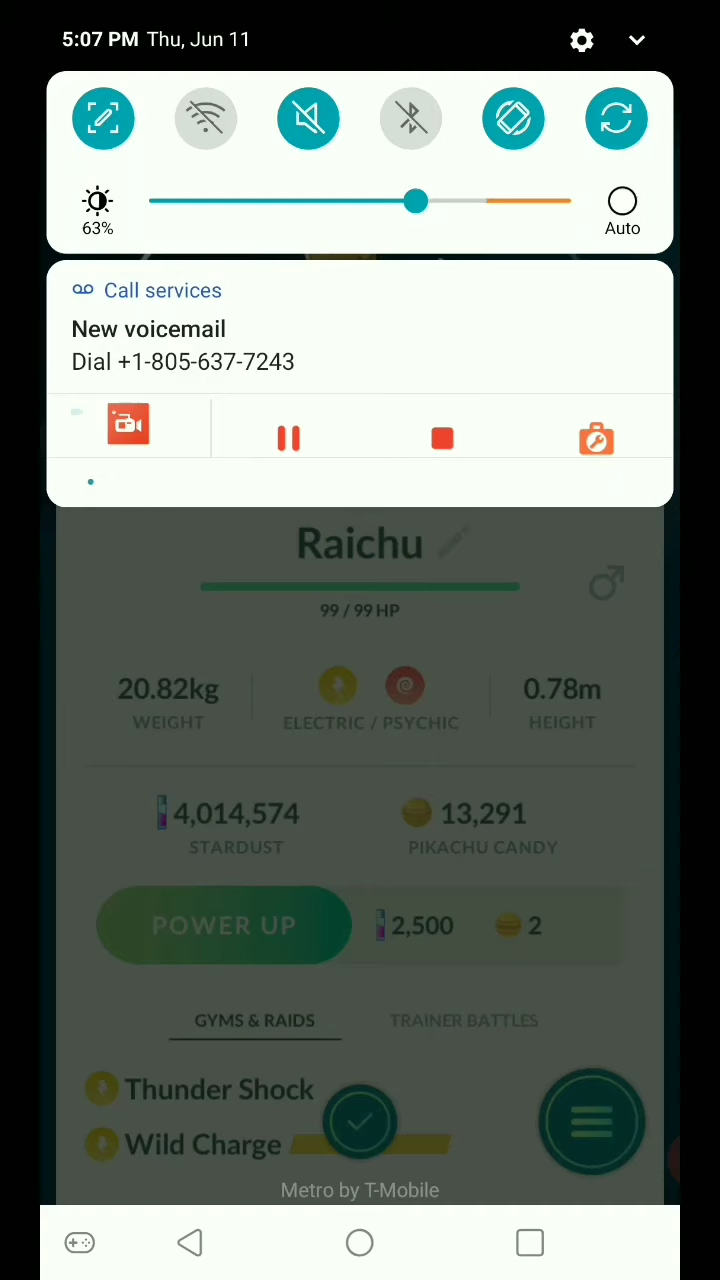 5:07 PM Thu, Jun 11
63%
Auto
Call services
New voicemail
Dial +1-805-637-7243
Raichu
99 / 99 HP
20.82kg
WEIGHT
ELECTRIC / PSYCHIC
0.78m
HEIGHT
4,014,574
STARDUST
13,291
PIKACHU CANDY
POWER UP
2,500
2
GYMS & RAIDS
TRAINER BATTLES
Thunder Shock
Wild Charge
Metro by T-Mobile